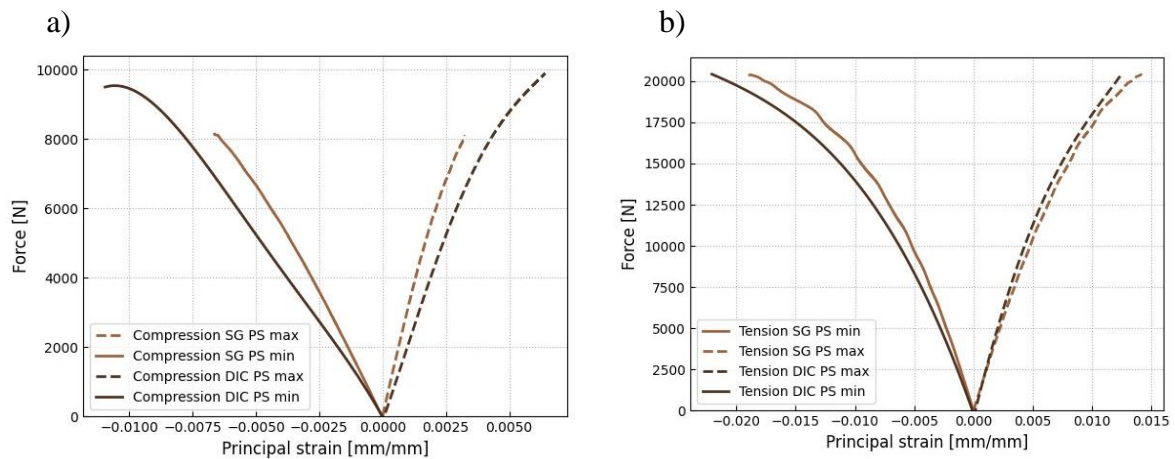 a)
10000
8000
6000
4000
2000
0
Force [N]
−0.0100 −0.0075 −0.0050 −0.0025 0.0000 0.0025 0.0050
Principal strain [mm/mm]
Compression SG PS max
Compression SG PS min
Compression DIC PS max
Compression DIC PS min
b)
20000
17500
15000
12500
10000
7500
5000
2500
0
Force [N]
−0.020 −0.015 −0.010 −0.005 0.000 0.005 0.010 0.015
Principal strain [mm/mm]
Tension SG PS min
Tension SG PS max
Tension DIC PS max
Tension DIC PS min